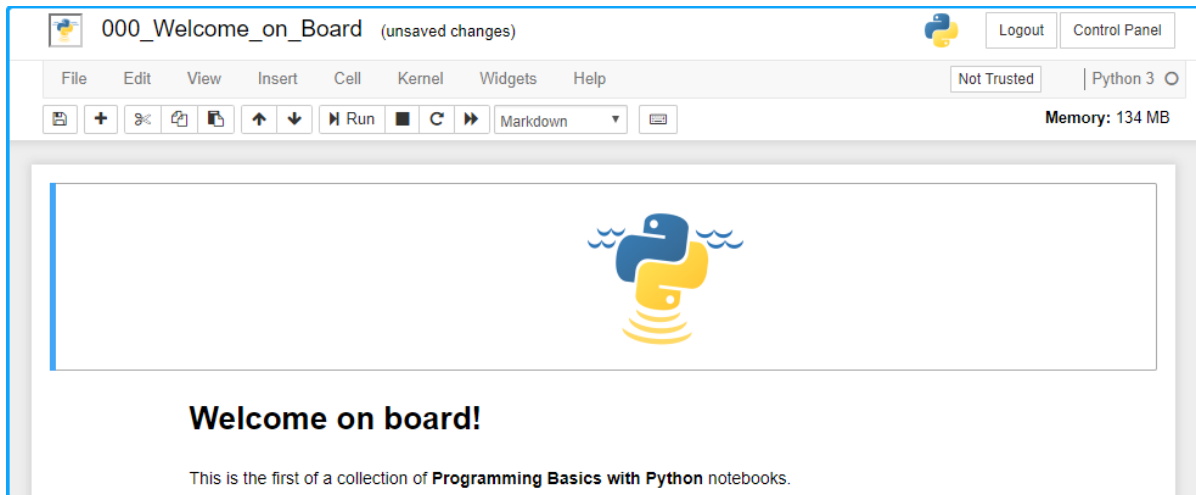 000_Welcome_on_Board (unsaved changes) Logout Control Panel
File Edit View Insert Cell Kernel Widgets Help Not Trusted Python 3
Run Markdown Memory: 134 MB
Welcome on board!
This is the first of a collection of Programming Basics with Python notebooks.